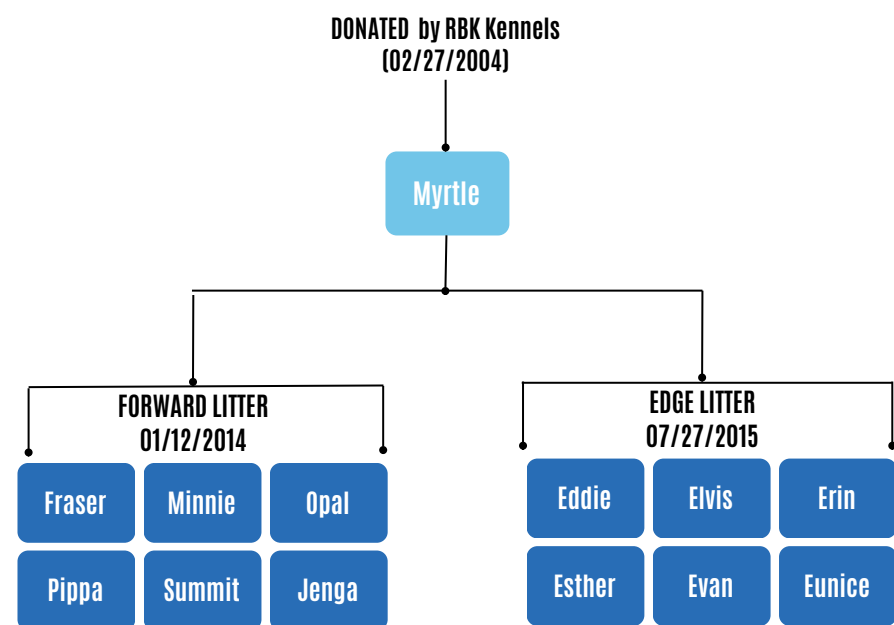 DONATED by RBK Kennels
(02/27/2004)
Myrtle
FORWARD LITTER
01/12/2014
Fraser
Minnie
Opal
Pippa
Summit
Jenga
EDGE LITTER
07/27/2015
Eddie
Elvis
Erin
Esther
Evan
Eunice